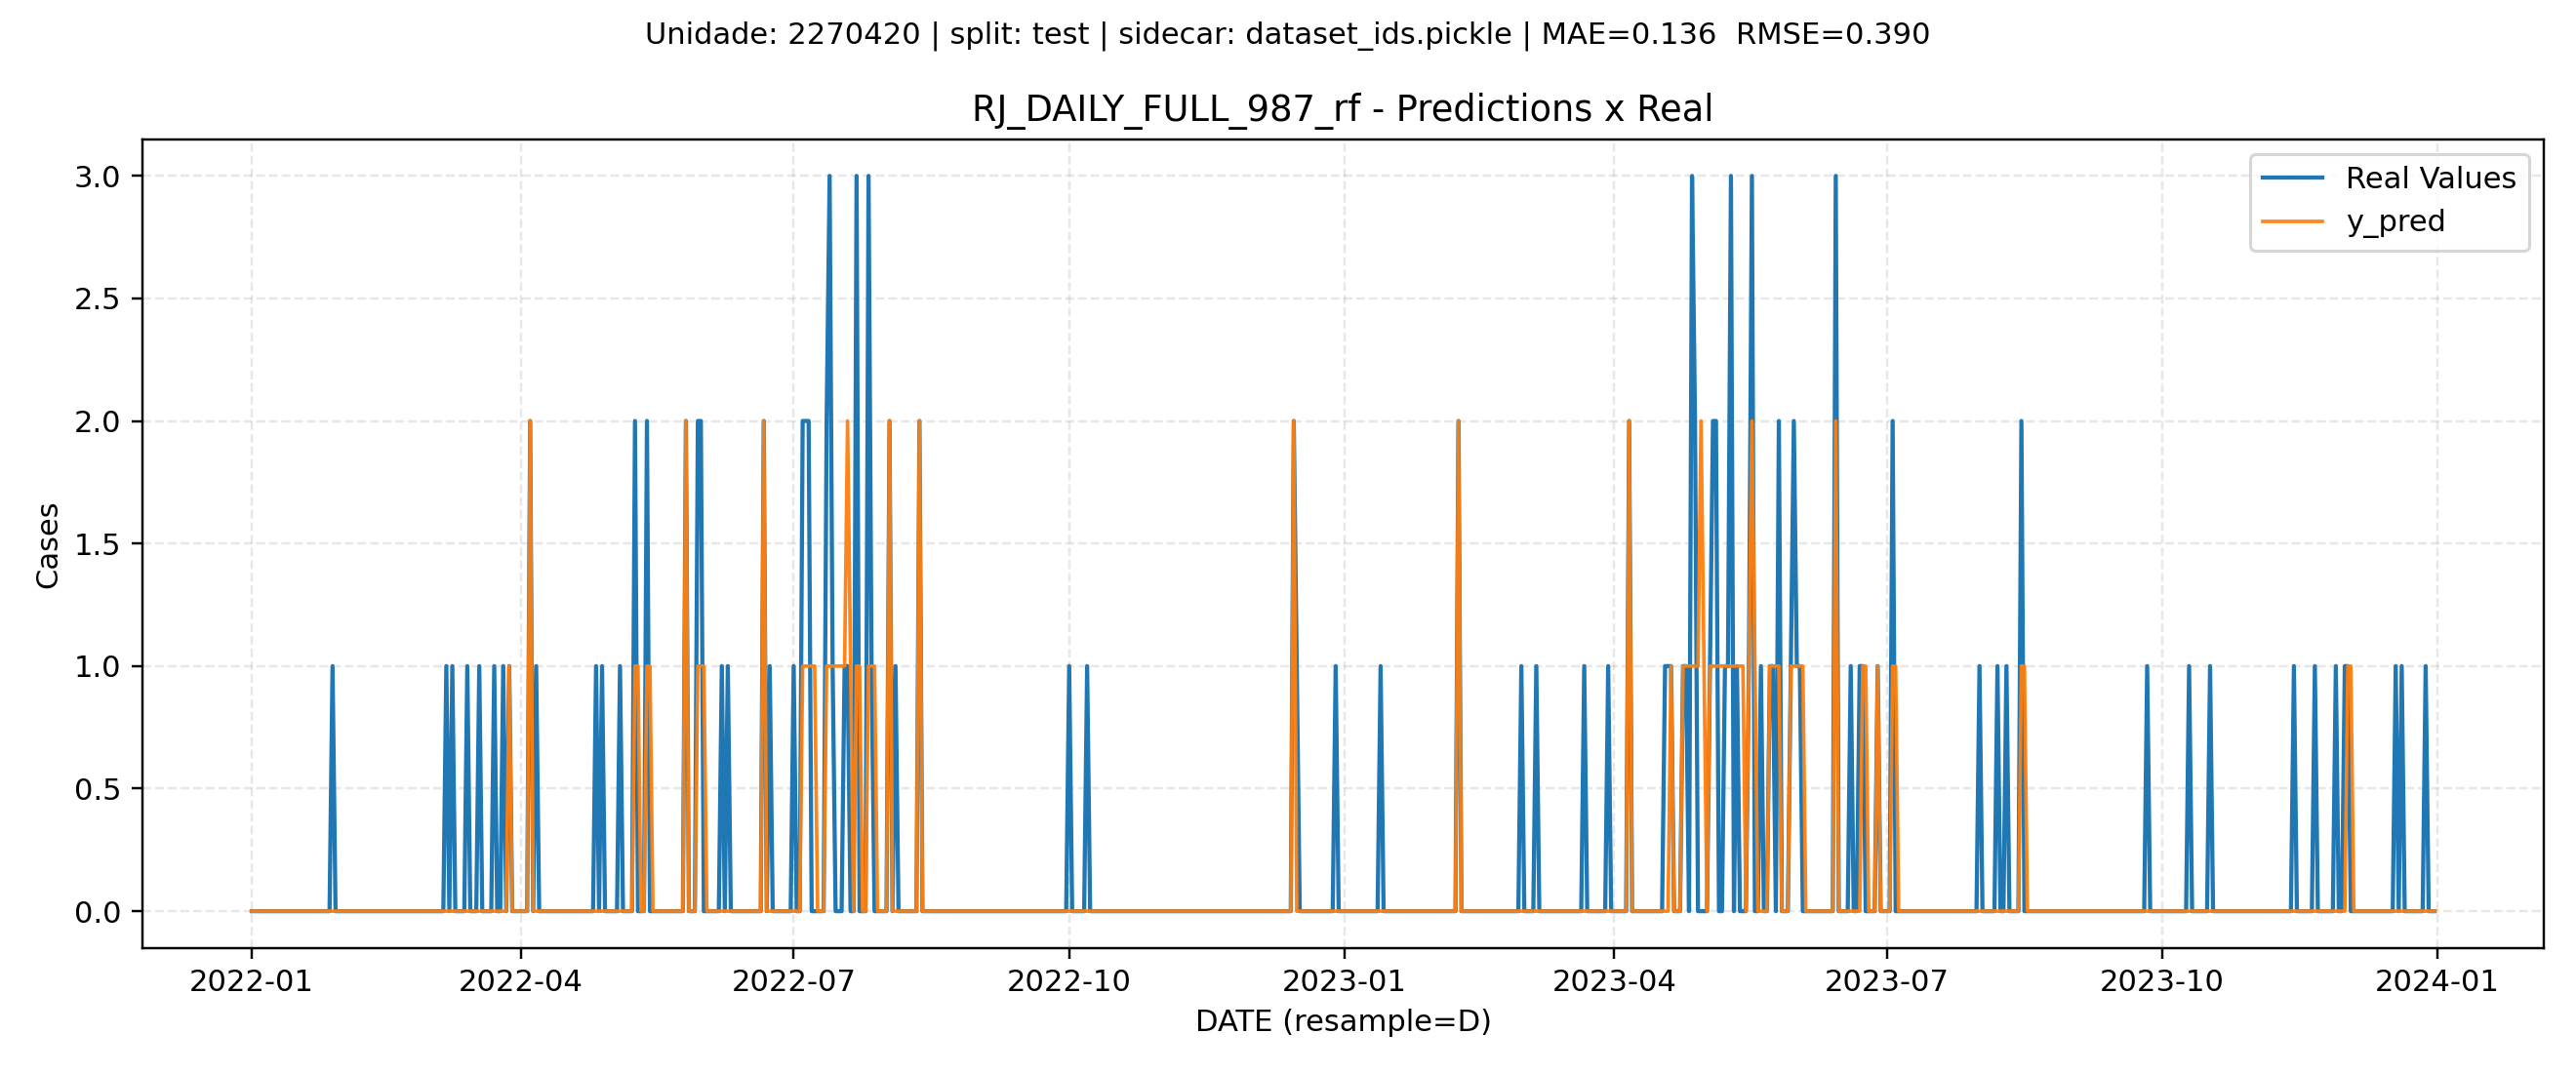 Unidade: 2270420 | split: test | sidecar: dataset_ids.pickle | MAE=0.136  RMSE=0.390
RJ_DAILY_FULL_987_rf - Predictions x Real
Real Values
y_pred
Cases
3.0
2.5
2.0
1.5
1.0
0.5
0.0
2022-01
2022-04
2022-07
2022-10
2023-01
2023-04
2023-07
2023-10
2024-01
DATE (resample=D)